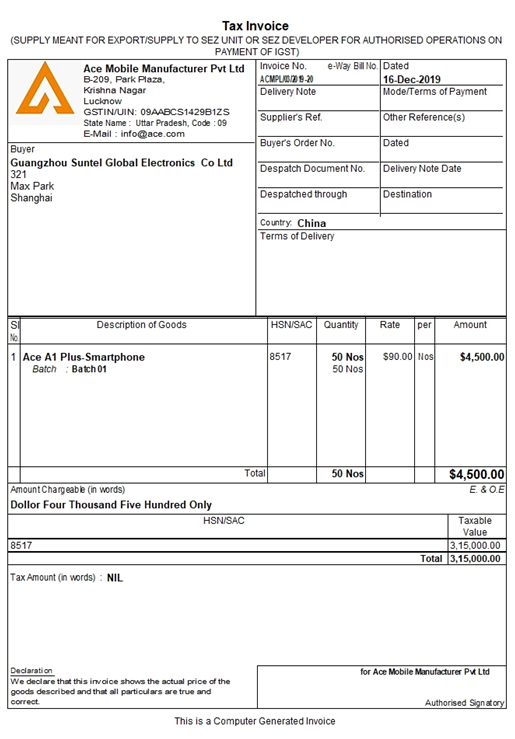 Tax Invoice
(SUPPLY MEANT FOR EXPORT/SUPPLY TO SEZ UNIT OR SEZ DEVELOPER FOR AUTHORISED OPERATIONS ON
PAYMENT OF IGST)
Ace Mobile Manufacturer Pvt Ltd
B-209, Park Plaza,
Krishna Nagar
Lucknow
GSTIN/UIN: 09AABCS1429B1ZS
State Name : Uttar Pradesh, Code : 09
E-Mail : info@ace.com
Invoice No. e-Way Bill No. Dated
ACMPL/03/2019-20 16-Dec-2019
Delivery Note Mode/Terms of Payment
Supplier's Ref. Other Reference(s)
Buyer's Order No. Dated
Despatch Document No. Delivery Note Date
Despatched through Destination
Country: China
Terms of Delivery
Buyer
Guangzhou Suntel Global Electronics Co Ltd
321
Max Park
Shanghai
Sl No Description of Goods HSN/SAC Quantity Rate per Amount
1 Ace A1 Plus-Smartphone 8517 50 Nos $90.00 Nos $4,500.00
Batch : Batch 01 50 Nos
Total 50 Nos $4,500.00
Amount Chargeable (in words) E. & O.E
Dollor Four Thousand Five Hundred Only
HSN/SAC Taxable Value
8517 3,15,000.00
Total 3,15,000.00
Tax Amount (in words) : NIL
Declaration
We declare that this invoice shows the actual price of the
goods described and that all particulars are true and
correct.
for Ace Mobile Manufacturer Pvt Ltd
Authorised Signatory
This is a Computer Generated Invoice